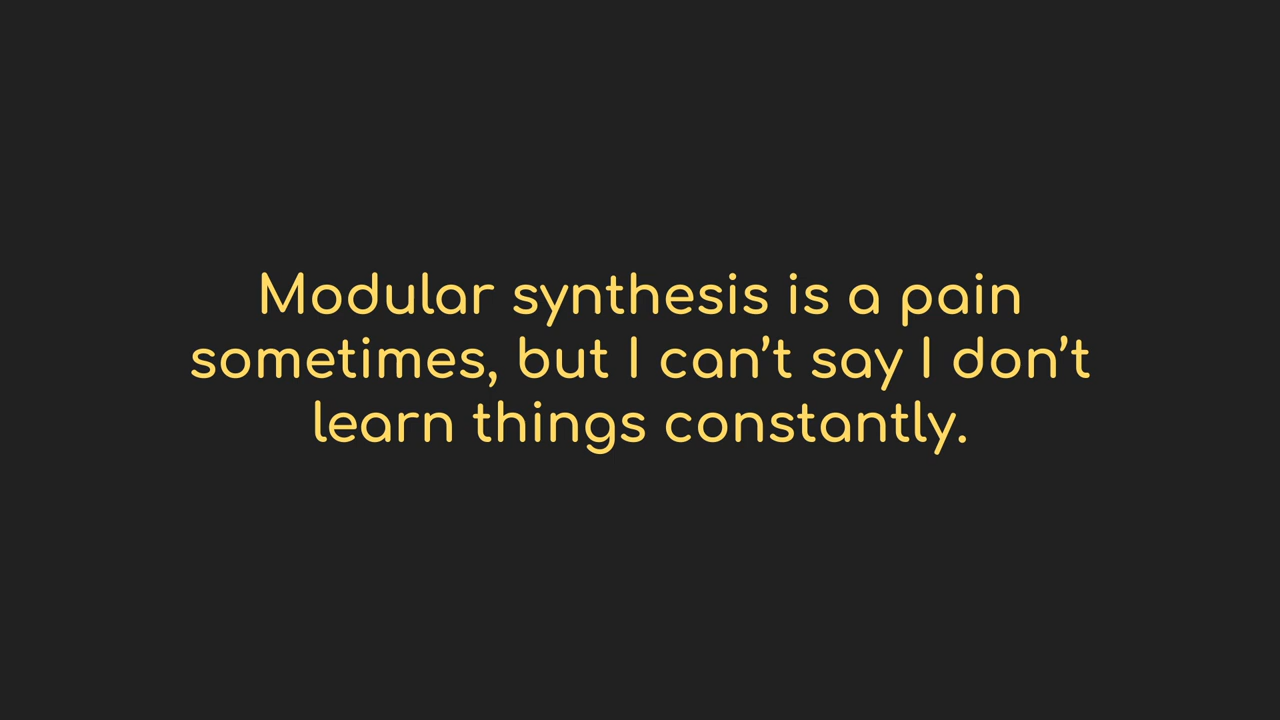 Modular synthesis is a pain
sometimes, but I can’t say I don’t
learn things constantly.